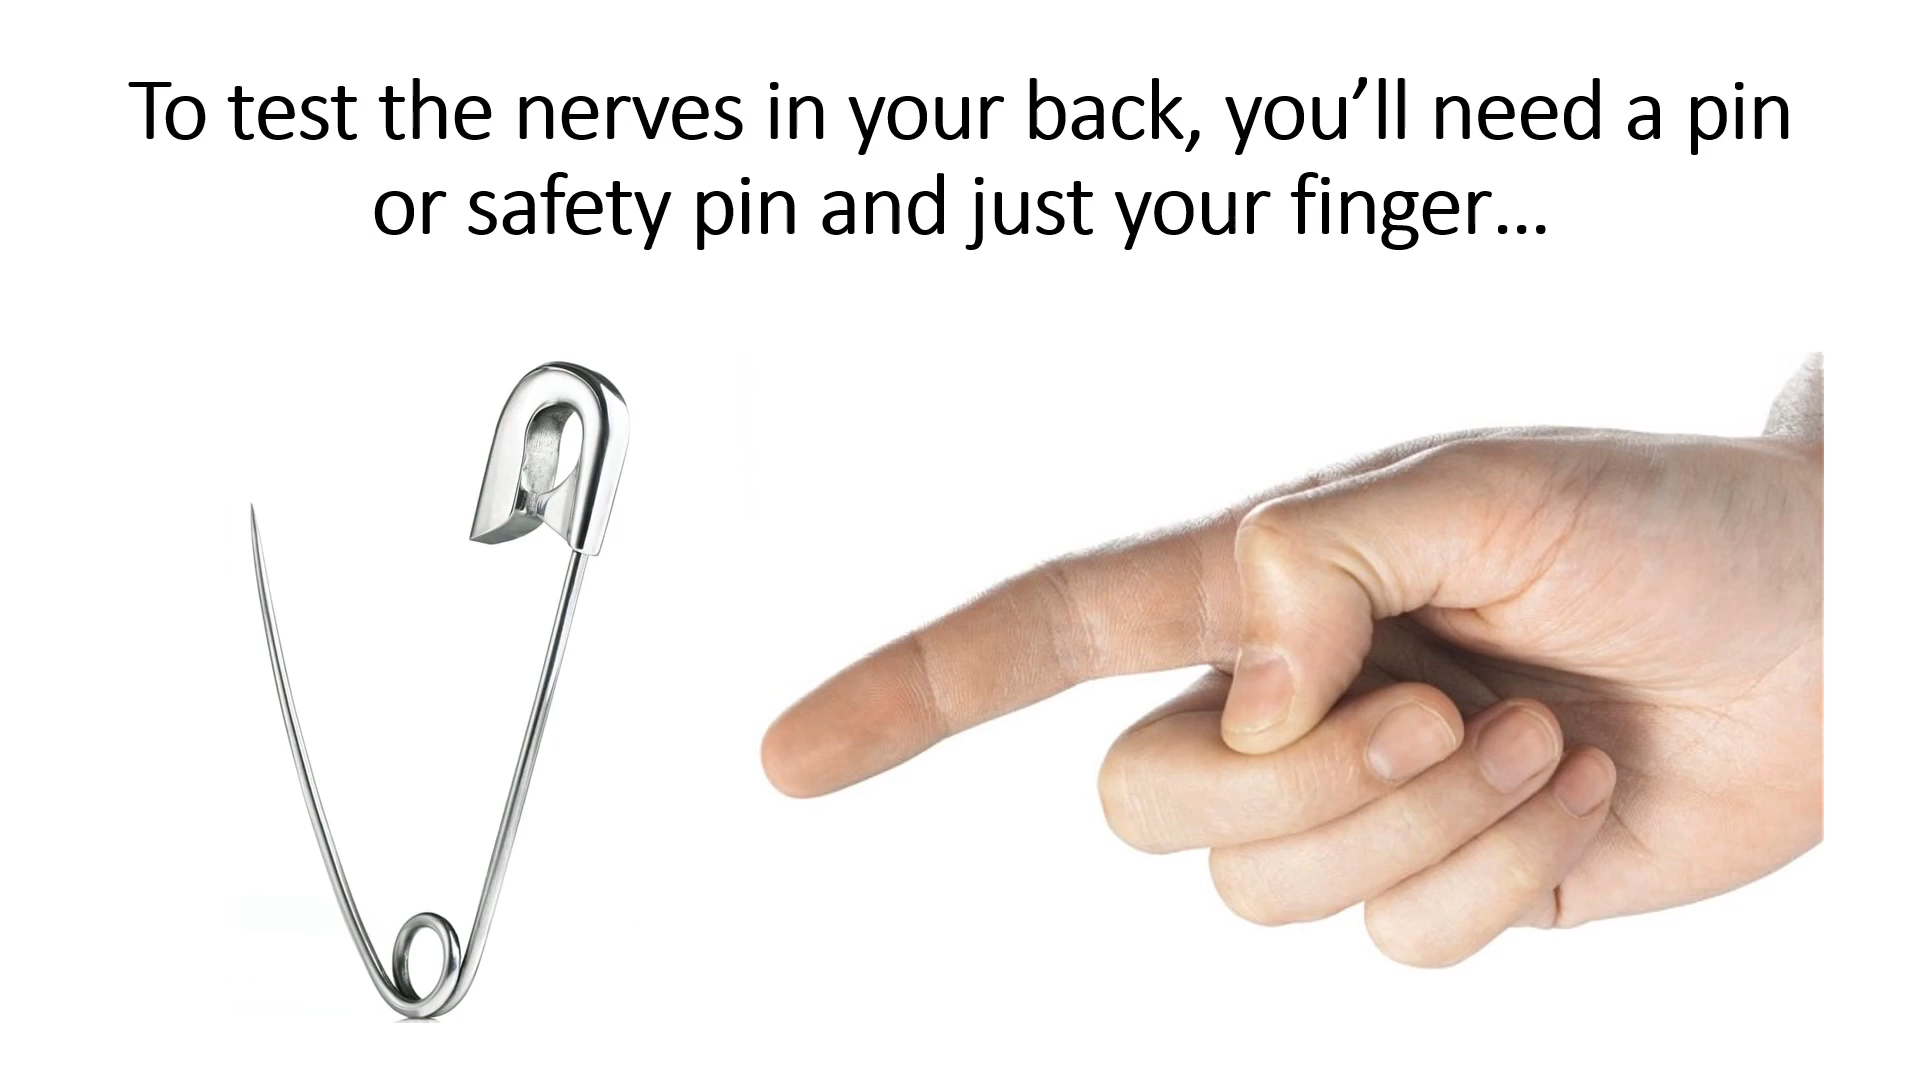 To test the nerves in your back, you’ll need a pin
or safety pin and just your finger…